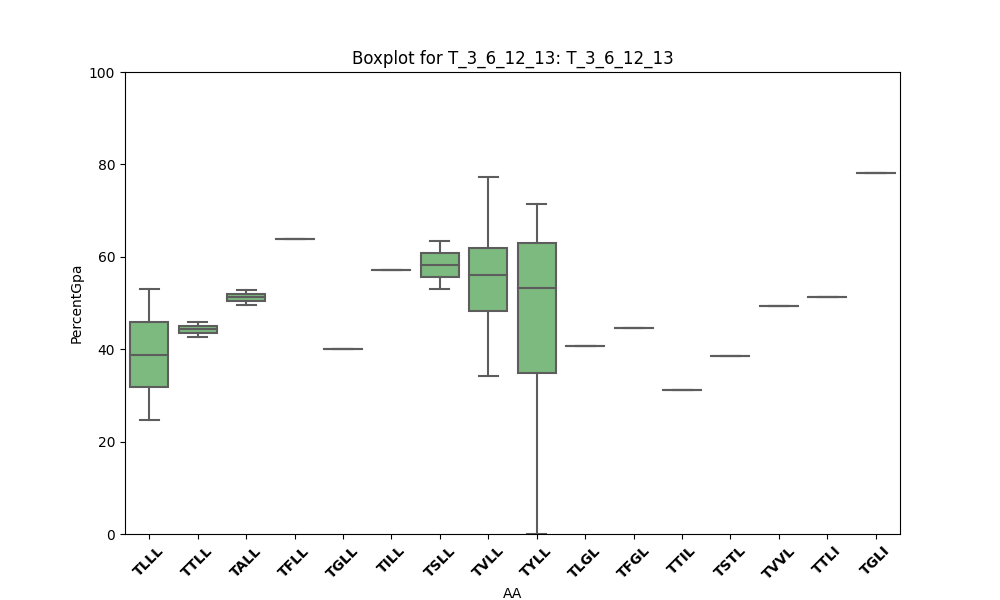 Boxplot for T_3_6_12_13: T_3_6_12_13
100
80
60
40
20
0
PercentGpa
TLLL TTLL TALL TFLL TGLL TILL TSLL TVLL TYLL TLGL TFGL TTIL TSTL TVVL TTLI TGLI
AA